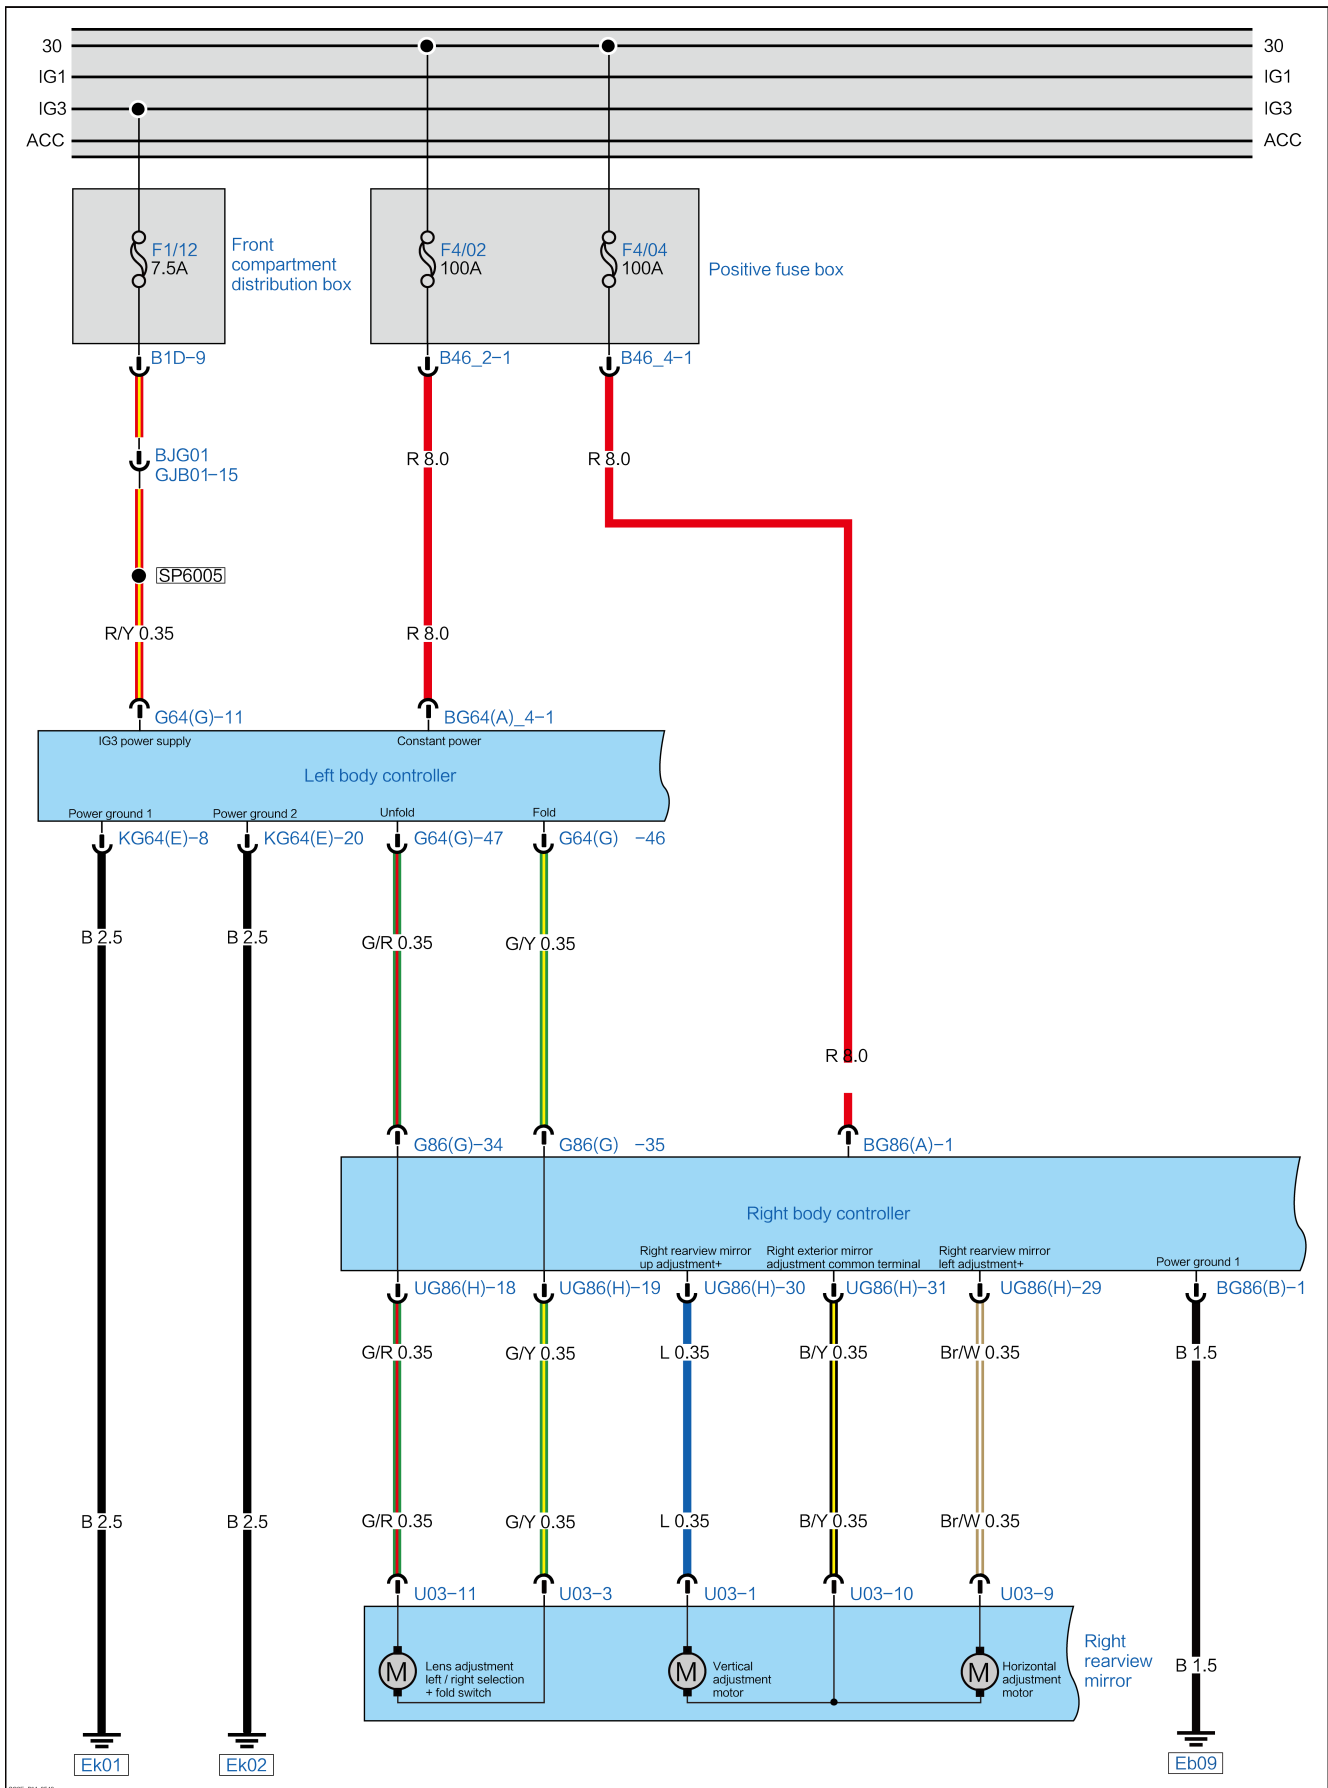 30 30
IG1 IG1
IG3 IG3
ACC ACC
F1/12
7.5A
Front
compartment
distribution box
F4/02
100A
F4/04
100A
Positive fuse box
B1D-9
B46_2-1
B46_4-1
BJG01
GJB01-15
R 8.0
R 8.0
SP6005
R/Y 0.35
R 8.0
G64(G)-11
BG64(A)_4-1
IG3 power supply
Constant power
Left body controller
Power ground 1
Power ground 2
Unfold
Fold
KG64(E)-8
KG64(E)-20
G64(G)-47
G64(G) -46
B 2.5
B 2.5
G/R 0.35
G/Y 0.35
R 8.0
G86(G)-34
G86(G) -35
BG86(A)-1
Right body controller
Right rearview mirror
up adjustment+
Right exterior mirror
adjustment common terminal
Right rearview mirror
left adjustment+
Power ground 1
UG86(H)-18
UG86(H)-19
UG86(H)-30
UG86(H)-31
UG86(H)-29
BG86(B)-1
G/R 0.35
G/Y 0.35
L 0.35
B/Y 0.35
Br/W 0.35
B 1.5
B 2.5
B 2.5
G/R 0.35
G/Y 0.35
L 0.35
B/Y 0.35
Br/W 0.35
U03-11
U03-3
U03-1
U03-10
U03-9
Lens adjustment
left / right selection
+ fold switch
Vertical
adjustment
motor
Horizontal
adjustment
motor
M
M
M
Right
rearview
mirror
B 1.5
Ek01
Ek02
Eb09